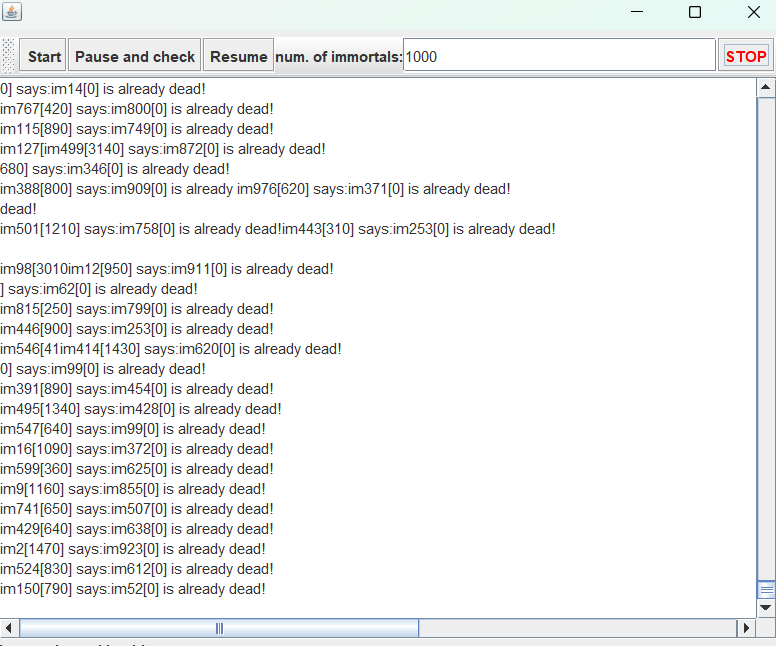 Start Pause and check Resume num. of immortals: 1000 STOP
0] says:im14[0] is already dead!
im767[420] says:im800[0] is already dead!
im115[890] says:im749[0] is already dead!
im127[im499[3140] says:im872[0] is already dead!
680] says:im346[0] is already dead!
im388[800] says:im909[0] is already im976[620] says:im371[0] is already dead!
dead!
im501[1210] says:im758[0] is already dead!im443[310] says:im253[0] is already dead!
im98[3010im12[950] says:im911[0] is already dead!
] says:im62[0] is already dead!
im815[250] says:im799[0] is already dead!
im446[900] says:im253[0] is already dead!
im546[41im414[1430] says:im620[0] is already dead!
0] says:im99[0] is already dead!
im391[890] says:im454[0] is already dead!
im495[1340] says:im428[0] is already dead!
im547[640] says:im99[0] is already dead!
im16[1090] says:im372[0] is already dead!
im599[360] says:im625[0] is already dead!
im9[1160] says:im855[0] is already dead!
im741[650] says:im507[0] is already dead!
im429[640] says:im638[0] is already dead!
im2[1470] says:im923[0] is already dead!
im524[830] says:im612[0] is already dead!
im150[790] says:im52[0] is already dead!